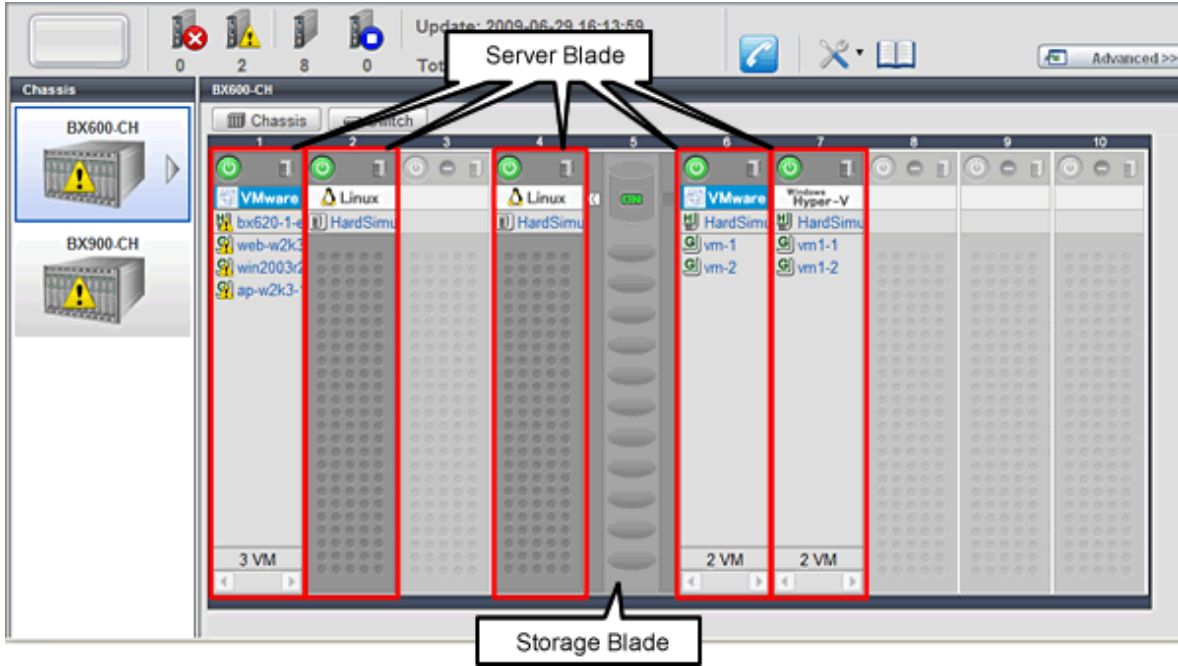 Update: 2009-06-29 16:13:59
0 2 8 0 Tot
Server Blade
Advanced >>
Chassis
BX600-CH
BX900-CH
BX600-CH
Chassis
1 2 3 4 5 6 7 8 9 10
VMware Linux Linux ON VMware Windows Hyper-V
bx620-1-e HardSimu HardSimu HardSimu HardSimu
web-w2k3 vm-1 vm1-1
win2003r2 vm-2 vm1-2
ap-w2k3-
3 VM 2 VM 2 VM
Storage Blade